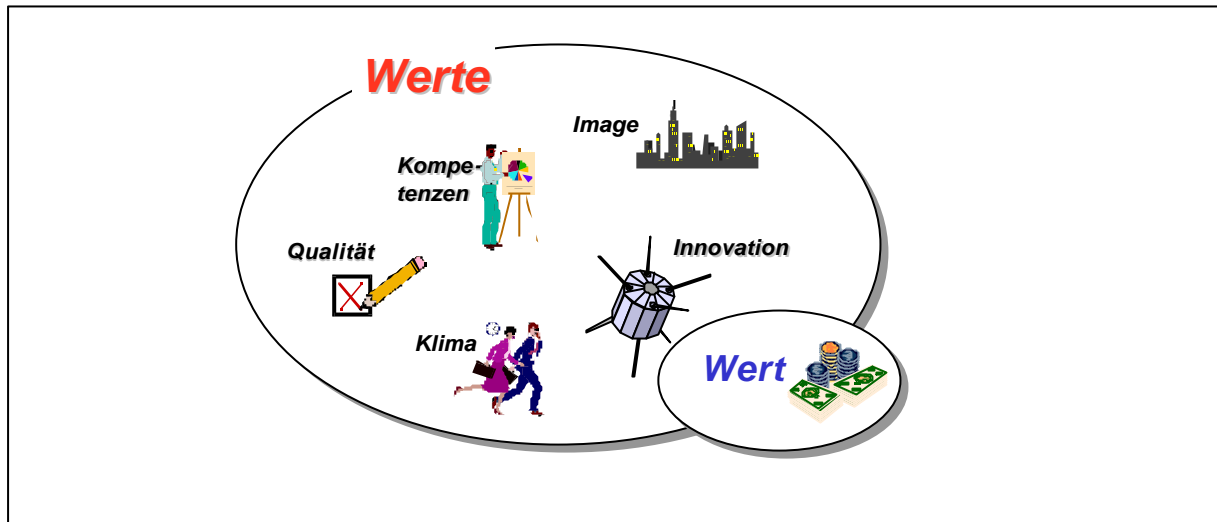 Werte
Image
Kompe-
tenzen
Qualität
Innovation
Klima
Wert